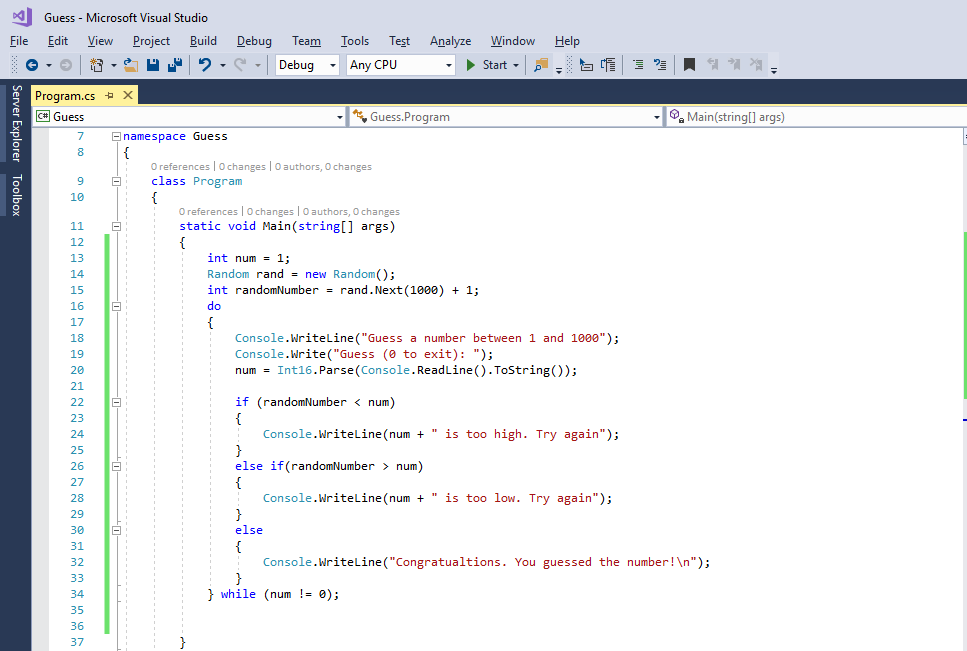 Guess - Microsoft Visual Studio
File Edit View Project Build Debug Team Tools Test Analyze Window Help
Debug Any CPU Start
Server Explorer
Toolbox
Program.cs
C# Guess Guess.Program Main(string[] args)
7 namespace Guess
8 {
0 references | 0 changes | 0 authors, 0 changes
9 class Program
10 {
0 references | 0 changes | 0 authors, 0 changes
11 static void Main(string[] args)
12 {
13 int num = 1;
14 Random rand = new Random();
15 int randomNumber = rand.Next(1000) + 1;
16 do
17 {
18 Console.WriteLine("Guess a number between 1 and 1000");
19 Console.Write("Guess (0 to exit): ");
20 num = Int16.Parse(Console.ReadLine().ToString());
21
22 if (randomNumber < num)
23 {
24 Console.WriteLine(num + " is too high. Try again");
25 }
26 else if(randomNumber > num)
27 {
28 Console.WriteLine(num + " is too low. Try again");
29 }
30 else
31 {
32 Console.WriteLine("Congratualtions. You guessed the number!\n");
33 }
34 } while (num != 0);
35
36
37 }